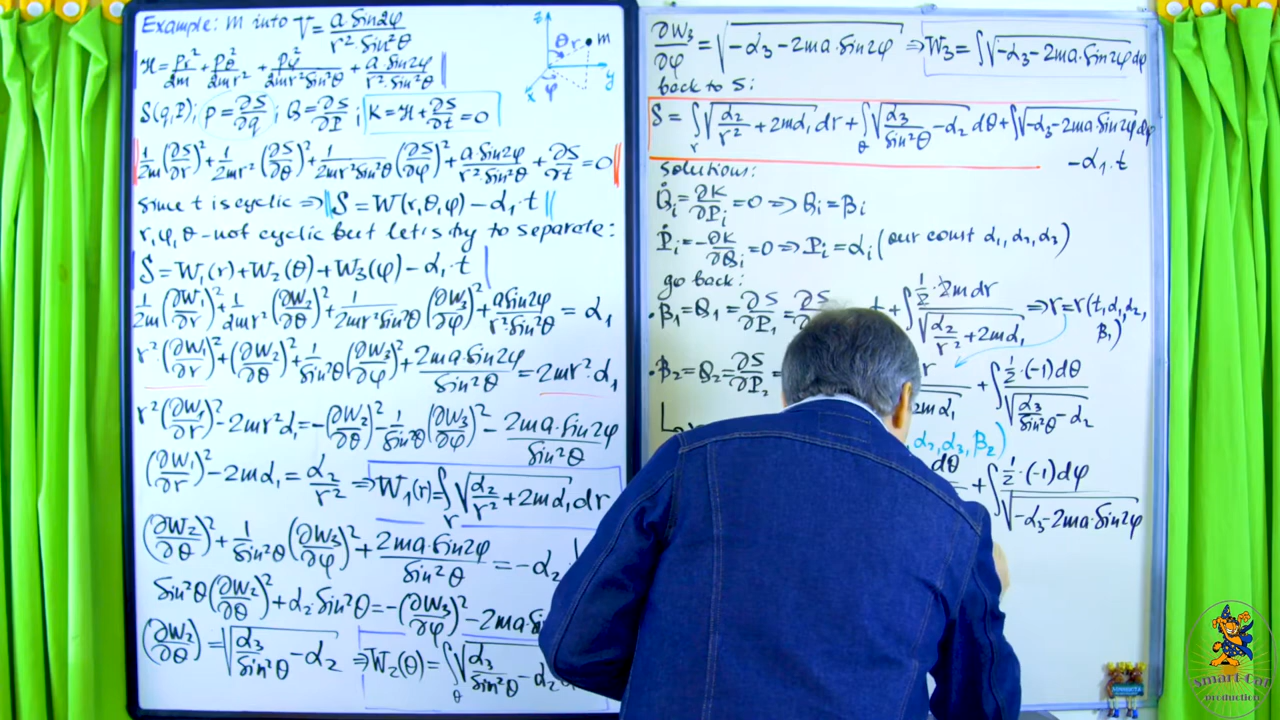 Example: m into V = a·Sin2φ / r²·Sin²θ
z θ r m y x φ
ℋ = Pr²/2m + Pθ²/2mr² + Pφ²/2mr²Sin²θ + a·Sin2φ/r²·Sin²θ
S(q,P); p = ∂S/∂q; Q = ∂S/∂P; K = ℋ + ∂S/∂t = 0
1/2m (∂S/∂r)² + 1/2mr² (∂S/∂θ)² + 1/2mr²Sin²θ (∂S/∂φ)² + a·Sin2φ/r²·Sin²θ + ∂S/∂t = 0
Since t is cyclic ⇒ S = W(r,θ,φ) − α₁·t
r,φ,θ - not cyclic but let's try to separate:
S = W₁(r) + W₂(θ) + W₃(φ) − α₁·t
1/2m (∂W₁/∂r)² + 1/2mr² (∂W₂/∂θ)² + 1/2mr²Sin²θ (∂W₃/∂φ)² + aSin2φ/r²Sin²θ = α₁
r²(∂W₁/∂r)² + (∂W₂/∂θ)² + 1/Sin²θ (∂W₃/∂φ)² + 2ma·Sin2φ/Sin²θ = 2mr²·α₁
r²(∂W₁/∂r)² − 2mr²α₁ = −(∂W₂/∂θ)² − 1/Sin²θ (∂W₃/∂φ)² − 2ma·Sin2φ/Sin²θ
(∂W₁/∂r)² − 2mα₁ = α₂/r² ⇒ W₁(r) = ∫r √(α₂/r² + 2mα₁) dr
(∂W₂/∂θ)² + 1/Sin²θ (∂W₃/∂φ)² + 2ma·Sin2φ/Sin²θ = −α₂
Sin²θ(∂W₂/∂θ)² + α₂·Sin²θ = −(∂W₃/∂φ)² − 2ma·Si
(∂W₂/∂θ) = √(α₃/Sin²θ − α₂) ⇒ W₂(θ) = ∫θ √(α₃/Sin²θ − α₂
∂W₃/∂φ = √(−α₃ − 2ma·Sin2φ) ⇒ W₃ = ∫√(−α₃ − 2ma·Sin2φ) dφ
back to S:
S = ∫r √(α₂/r² + 2mα₁) dr + ∫θ √(α₃/Sin²θ − α₂) dθ + ∫√(−α₃ − 2ma·Sin2φ) dφ
− α₁·t
solutions:
Q̇i = ∂K/∂Pi = 0 ⇒ Qi = βi
Ṗi = −∂K/∂Qi = 0 ⇒ Pi = αi (our const α₁, α₂, α₃)
go back:
• β₁ = Q₁ = ∂S/∂P₁ = ∂S t + ∫ ½·2mdr/√(α₂/r² + 2mα₁) ⇒ r = r(t,α₁,α₂,β₁)
• β₂ = Q₂ = ∂S/∂P₂ = r 2mα₁ + ∫ ½·(−1)dθ/√(α₃/Sin²θ − α₂)
α₂,α₃,β₂)
dθ + ∫ ½·(−1)dφ/√(−α₃ − 2ma·Sin2φ)
Smart Cat
production